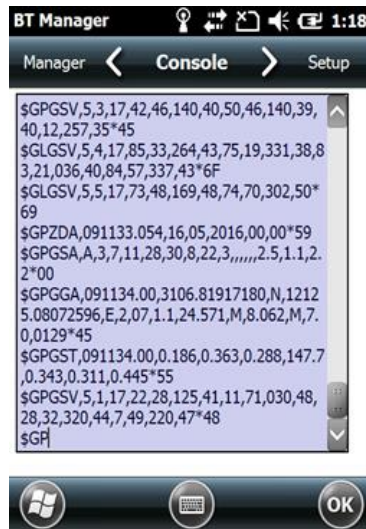 BT Manager 1:18
Manager Console Setup
$GPGSV,5,3,17,42,46,140,40,50,46,140,39,
40,12,257,35*45
$GLGSV,5,4,17,85,33,264,43,75,19,331,38,8
3,21,036,40,84,57,337,43*6F
$GLGSV,5,5,17,73,48,169,48,74,70,302,50*
69
$GPZDA,091133.054,16,05,2016,00,00*59
$GPGSA,A,3,7,11,28,30,8,22,3,,,,,,2.5,1.1,2.
2*00
$GPGGA,091134.00,3106.81917180,N,1212
5.08072596,E,2,07,1.1,24.571,M,8.062,M,7.
0,0129*45
$GPGST,091134.00,0.186,0.363,0.288,147.7
,0.343,0.311,0.445*55
$GPGSV,5,1,17,22,28,125,41,11,71,030,48,
28,32,320,44,7,49,220,47*48
$GP
OK